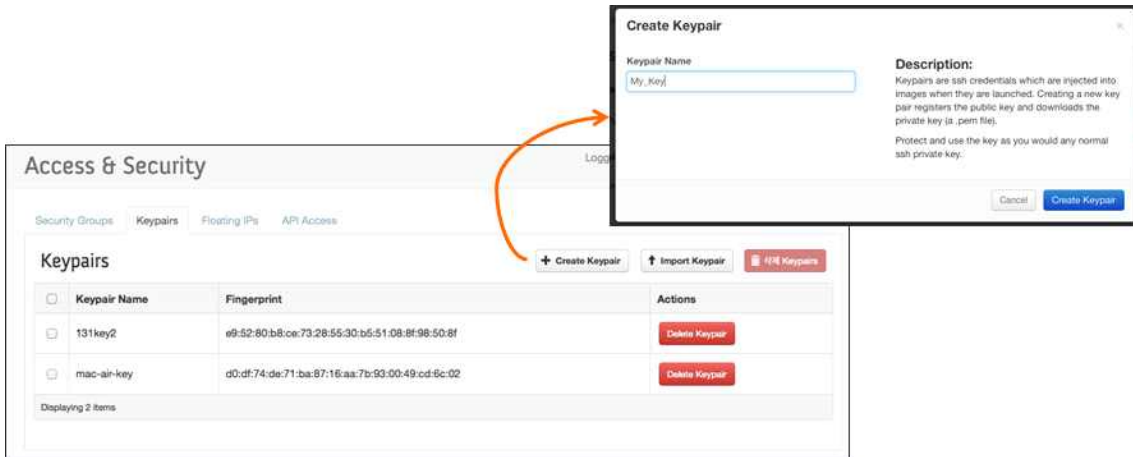 Create Keypair
×
Keypair Name
My_Key
Description:
Keypairs are ssh credentials which are injected into
images when they are launched. Creating a new key
pair registers the public key and downloads the
private key (a .pem file).
Protect and use the key as you would any normal
ssh private key.
Cancel
Create Keypair
Access & Security
Logge
Security Groups
Keypairs
Floating IPs
API Access
Keypairs
+ Create Keypair
Import Keypair
삭제 Keypairs
Keypair Name
Fingerprint
Actions
131key2
e9:52:80:b8:ce:73:28:55:30:b5:51:08:8f:98:50:8f
Delete Keypair
mac-air-key
d0:df:74:de:71:ba:87:16:aa:7b:93:00:49:cd:6c:02
Delete Keypair
Displaying 2 items